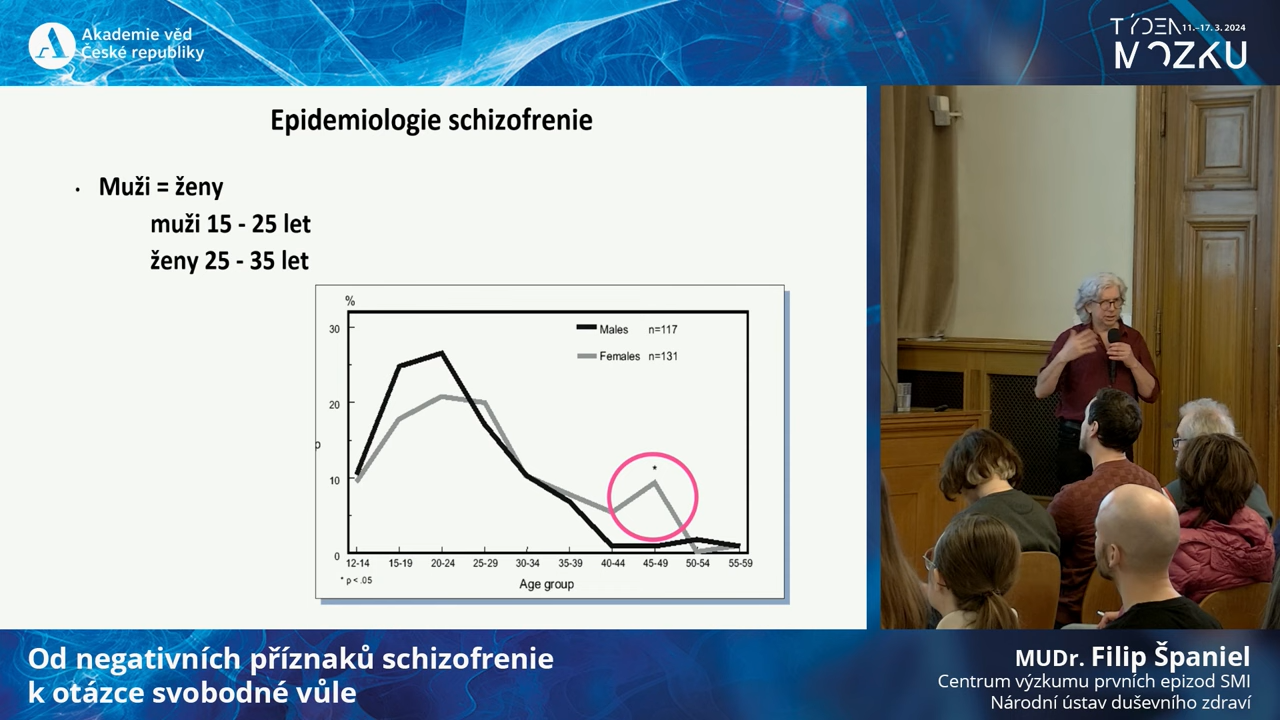 Akademie věd
České republiky
TÝDEN 11.–17. 3. 2024
MOZKU
Epidemiologie schizofrenie
• Muži = ženy
muži 15 - 25 let
ženy 25 - 35 let
%
Males n=117
Females n=131
30
20
10
0
*
12-14 15-19 20-24 25-29 30-34 35-39 40-44 45-49 50-54 55-59
* p < .05
Age group
Od negativních příznaků schizofrenie
k otázce svobodné vůle
MUDr. Filip Španiel
Centrum výzkumu prvních epizod SMI
Národní ústav duševního zdraví